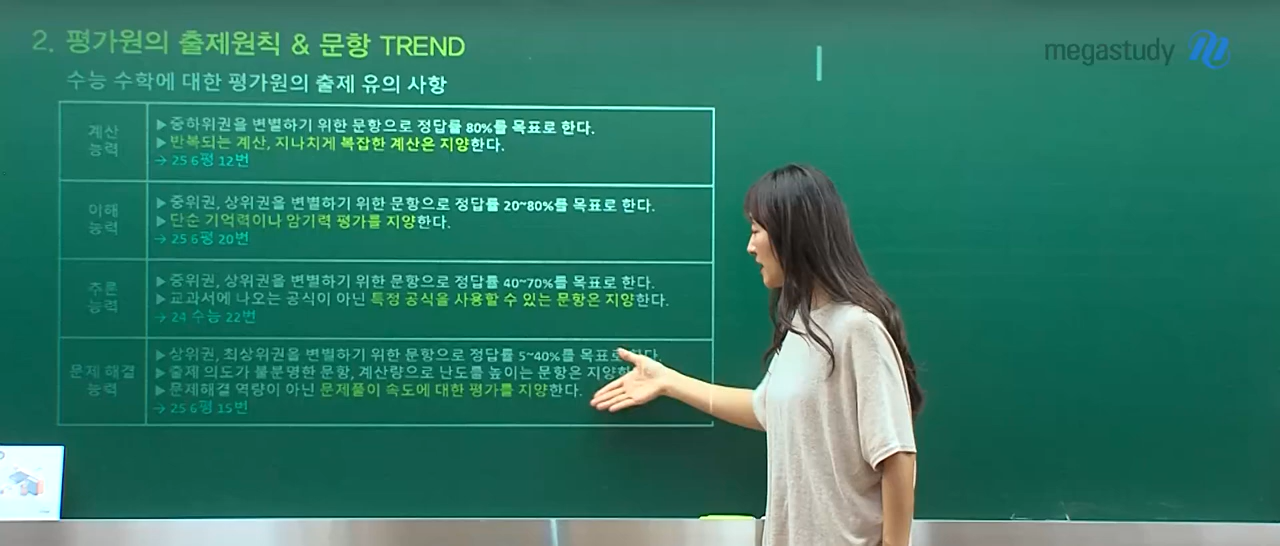 2. 평가원의 출제원칙 & 문항 TREND
megastudy
수능 수학에 대한 평가원의 출제 유의 사항
계산
능력
▶중하위권을 변별하기 위한 문항으로 정답률 80%를 목표로 한다.
▶반복되는 계산, 지나치게 복잡한 계산은 지양한다.
→ 25 6평 12번
이해
능력
▶중위권, 상위권을 변별하기 위한 문항으로 정답률 20~80%를 목표로 한다.
▶단순 기억력이나 암기력 평가를 지양한다.
→ 25 6평 20번
추론
능력
▶중위권, 상위권을 변별하기 위한 문항으로 정답률 40~70%를 목표로 한다.
▶교과서에 나오는 공식이 아닌 특정 공식을 사용할 수 있는 문항은 지양한다.
→ 24 수능 22번
문제 해결
능력
▶상위권, 최상위권을 변별하기 위한 문항으로 정답률 5~40%를 목표로 한다.
▶출제 의도가 불분명한 문항, 계산량으로 난도를 높이는 문항은 지양한
▶문제해결 역량이 아닌 문제풀이 속도에 대한 평가를 지양한다.
→ 25 6평 15번